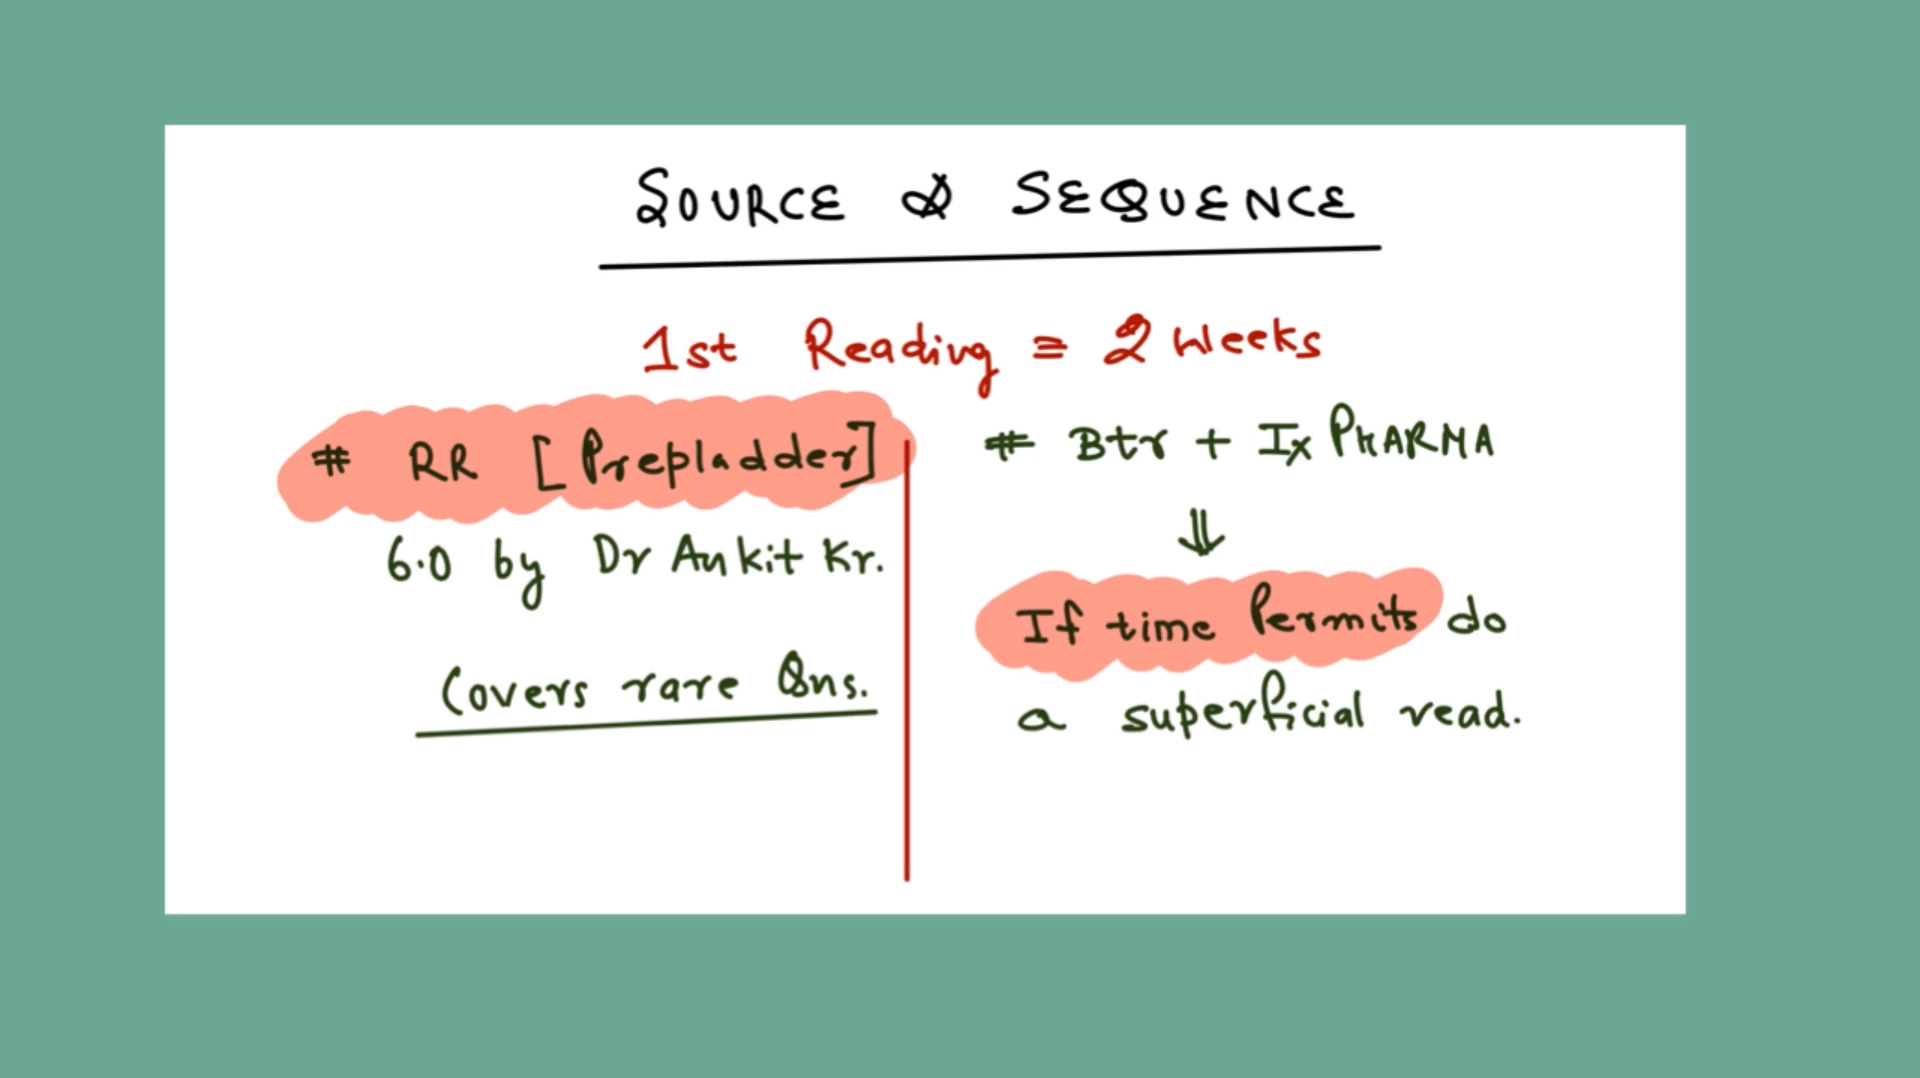 SOURCE & SEQUENCE
1st Reading = 2 weeks
# RR [Prepladder]
6.0 by Dr Ankit Kr.
Covers rare Qns.
# Btr + Ix PHARMA
⇓
If time Permits do
a superficial read.